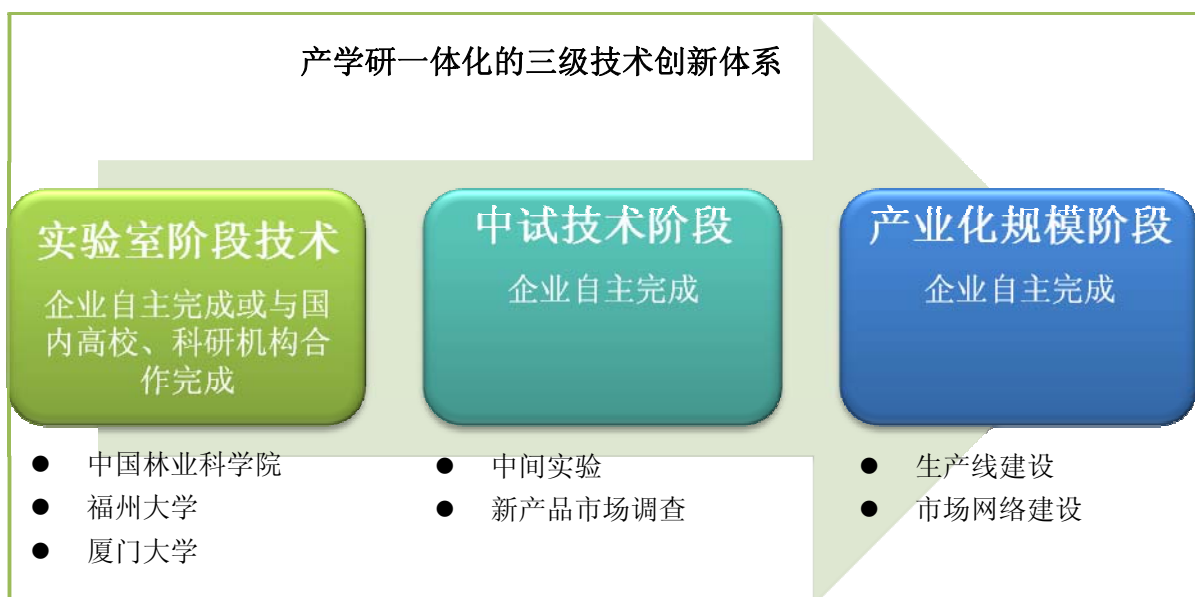 产学研一体化的三级技术创新体系
实验室阶段技术
企业自主完成或与国
内高校、科研机构合
作完成
● 中国林业科学院
● 福州大学
● 厦门大学
中试技术阶段
企业自主完成
● 中间实验
● 新产品市场调查
产业化规模阶段
企业自主完成
● 生产线建设
● 市场网络建设